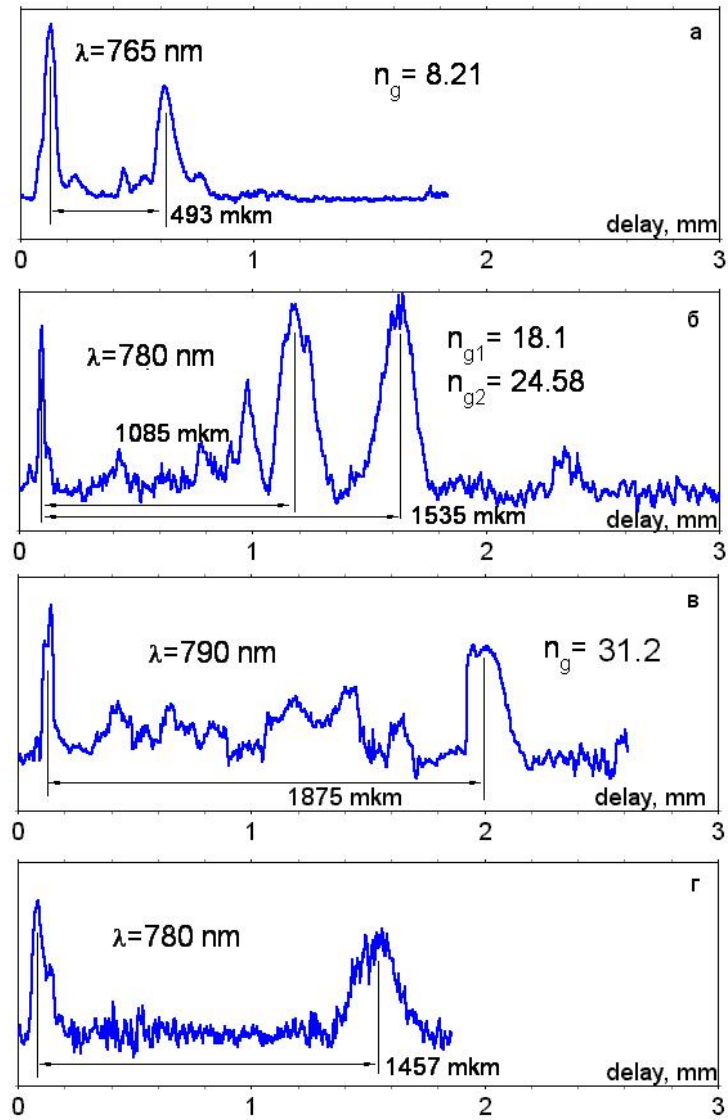 а
λ=765 nm
n_g= 8.21
493 mkm
delay, mm
0 1 2 3
б
λ=780 nm
n_g1 = 18.1
n_g2 = 24.58
1085 mkm
1535 mkm
delay, mm
0 1 2 3
в
λ=790 nm
n_g= 31.2
1875 mkm
delay, mm
0 1 2 3
г
λ=780 nm
1457 mkm
delay, mm
0 1 2 3